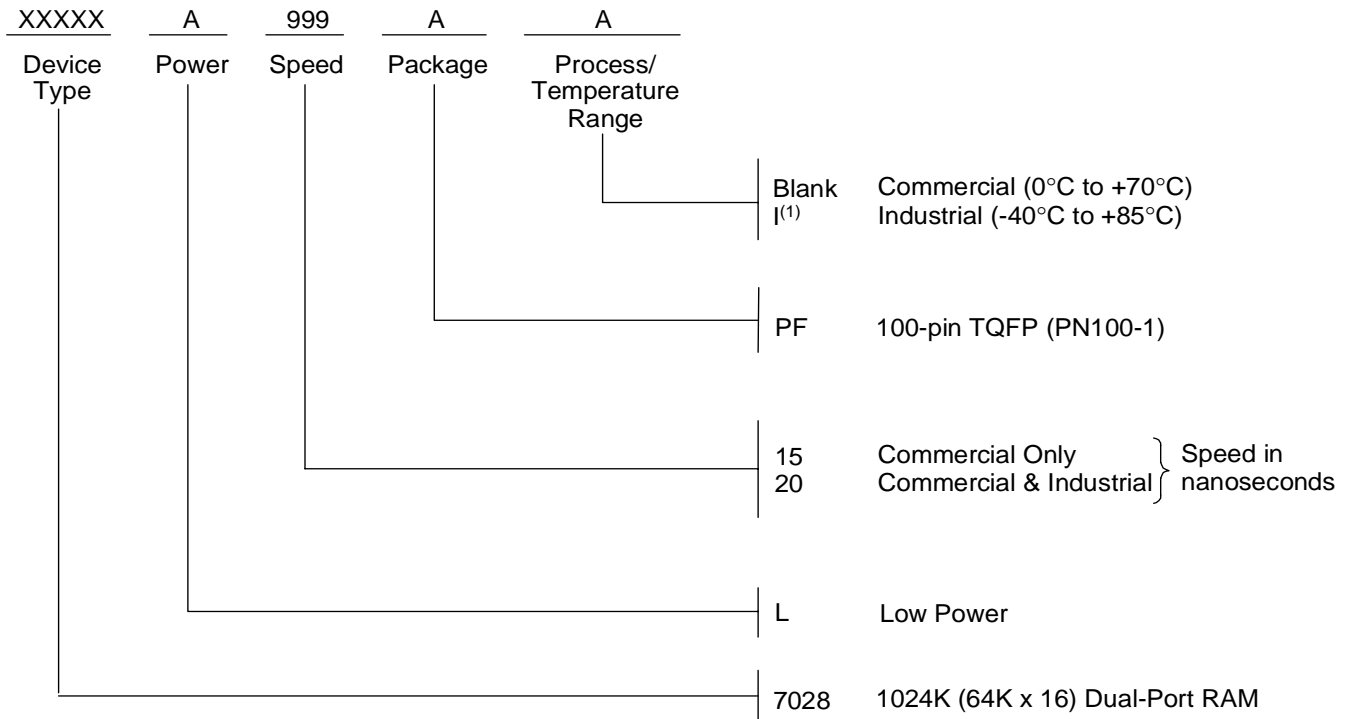 XXXXX A 999 A A
Device Type Power Speed Package Process/ Temperature Range
Blank Commercial (0°C to +70°C)
I(1) Industrial (-40°C to +85°C)
PF 100-pin TQFP (PN100-1)
15 Commercial Only
20 Commercial & Industrial
Speed in
nanoseconds
L Low Power
7028 1024K (64K x 16) Dual-Port RAM